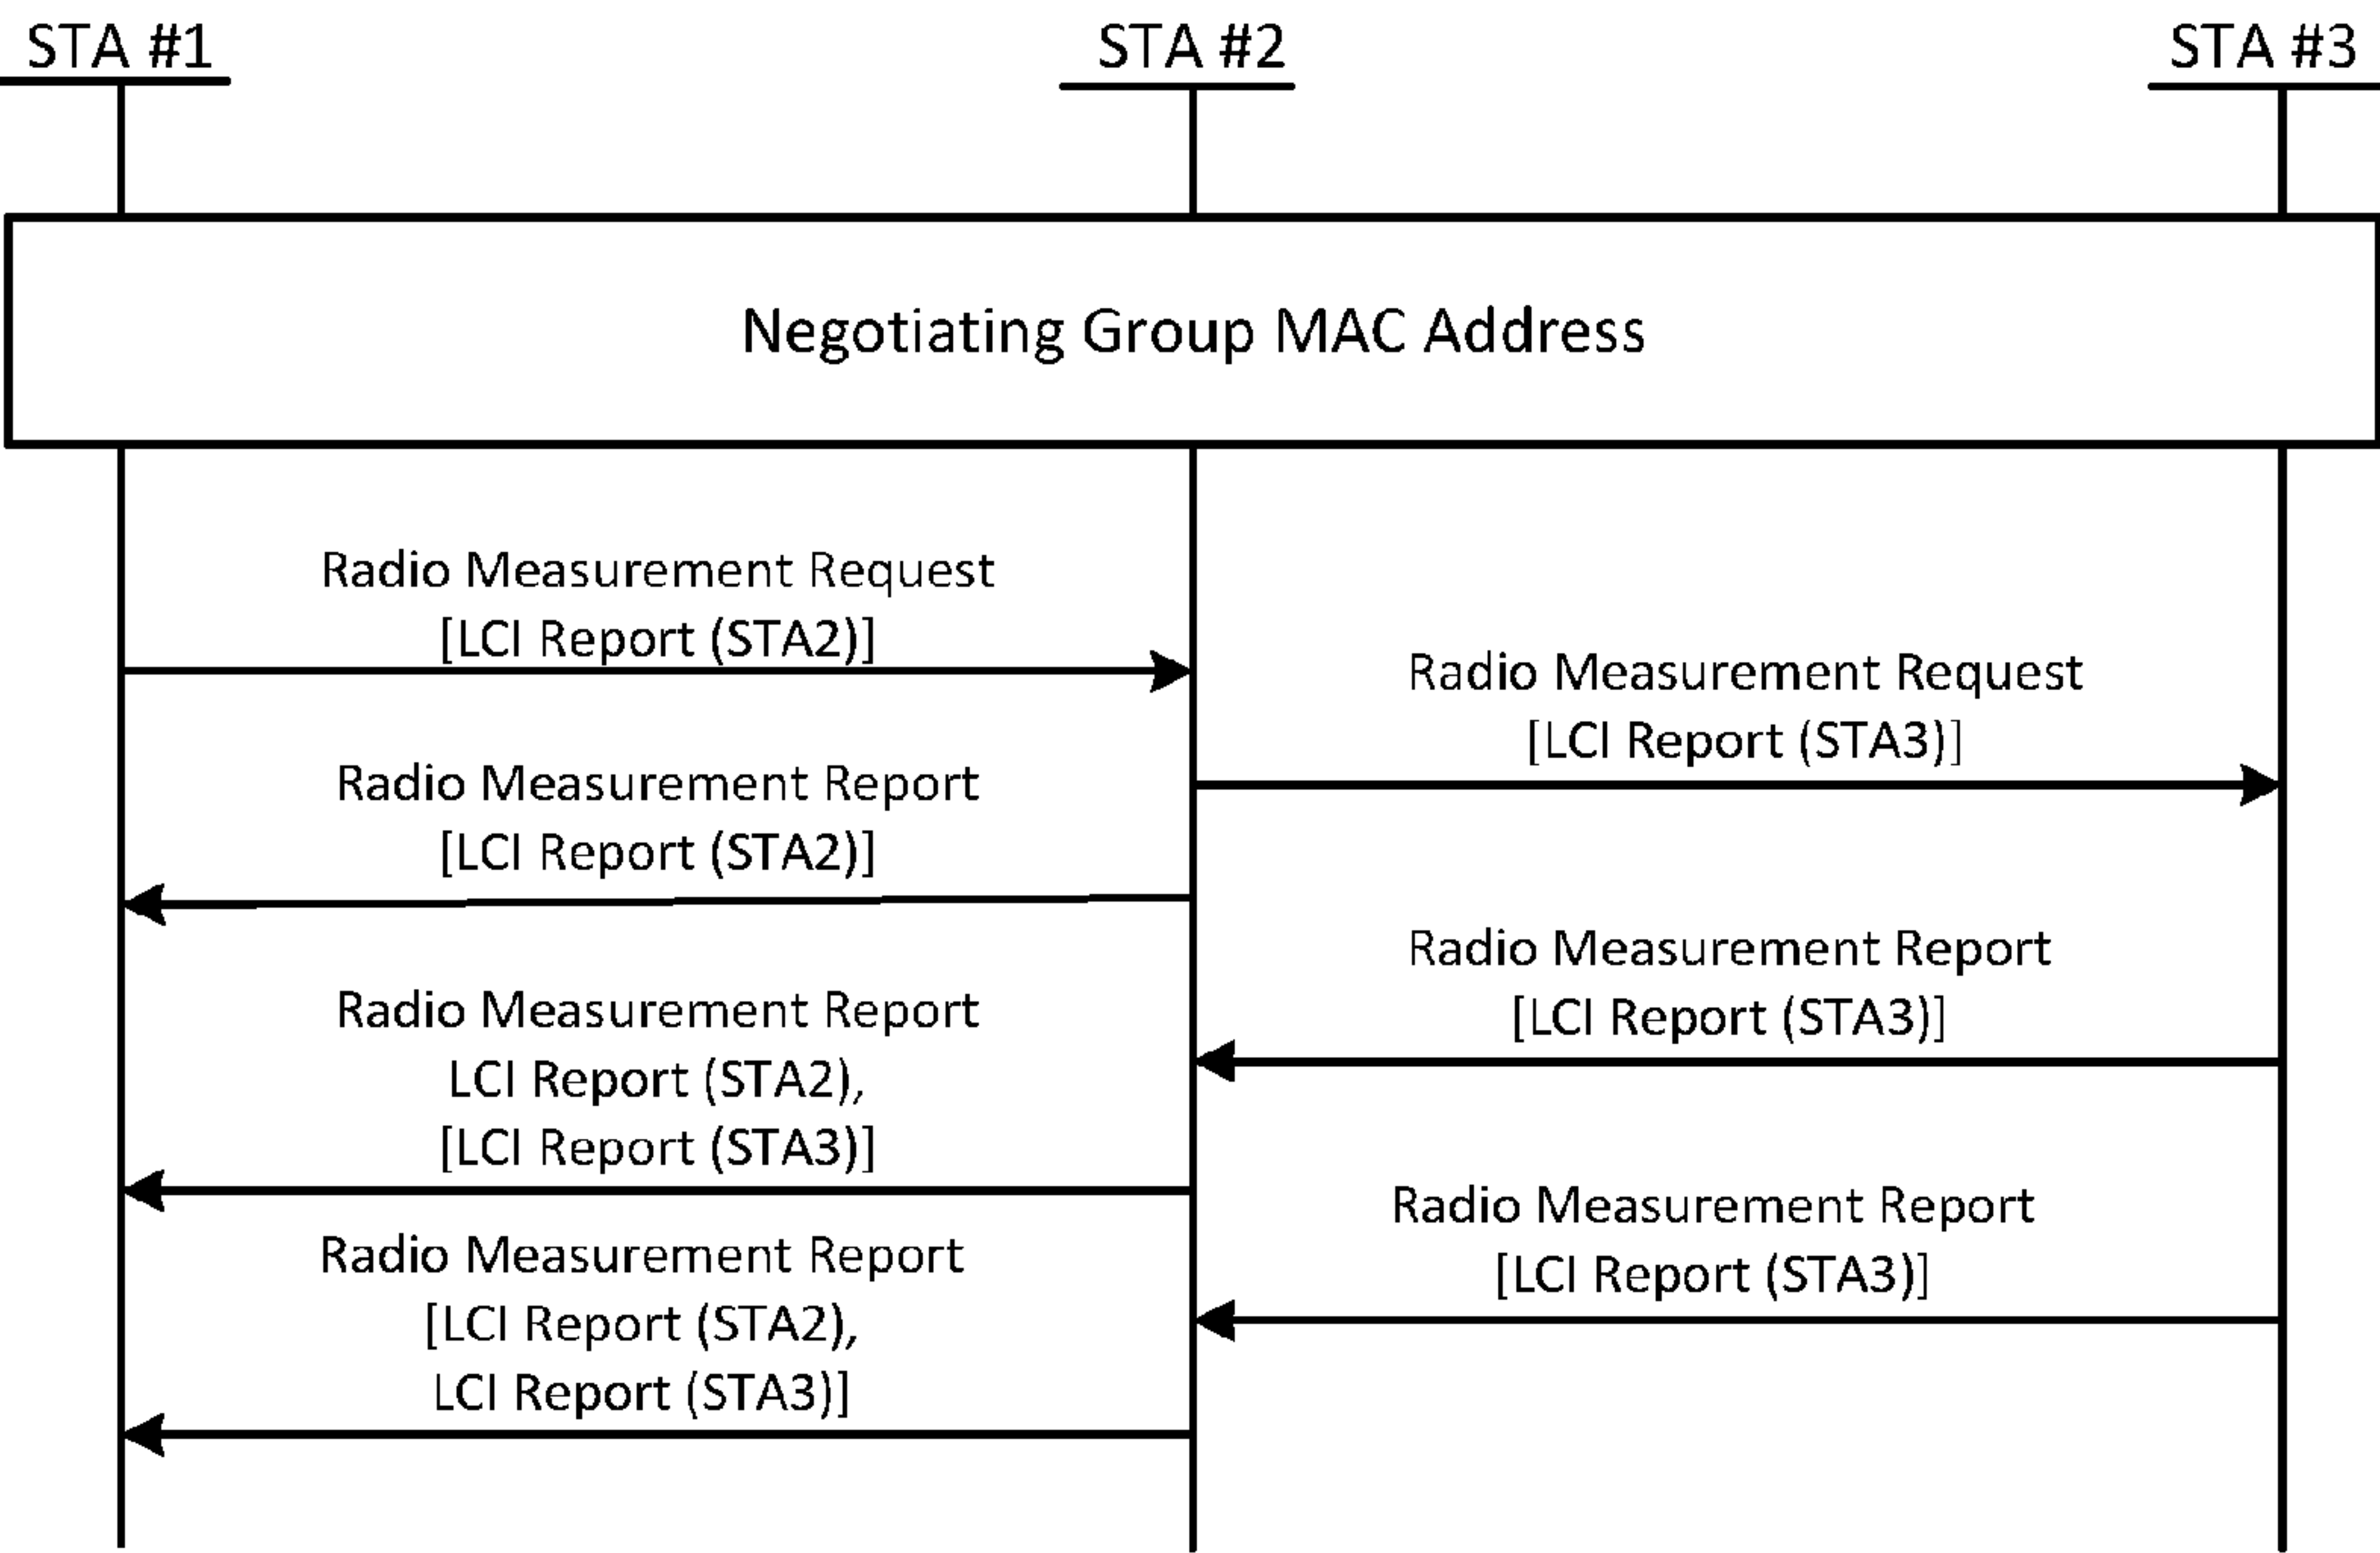 STA #1
STA #2
STA #3
Negotiating Group MAC Address
Radio Measurement Request
[LCI Report (STA2)]
Radio Measurement Request
[LCI Report (STA3)]
Radio Measurement Report
[LCI Report (STA2)]
Radio Measurement Report
[LCI Report (STA3)]
Radio Measurement Report
LCI Report (STA2),
[LCI Report (STA3)]
Radio Measurement Report
[LCI Report (STA3)]
Radio Measurement Report
[LCI Report (STA2),
LCI Report (STA3)]